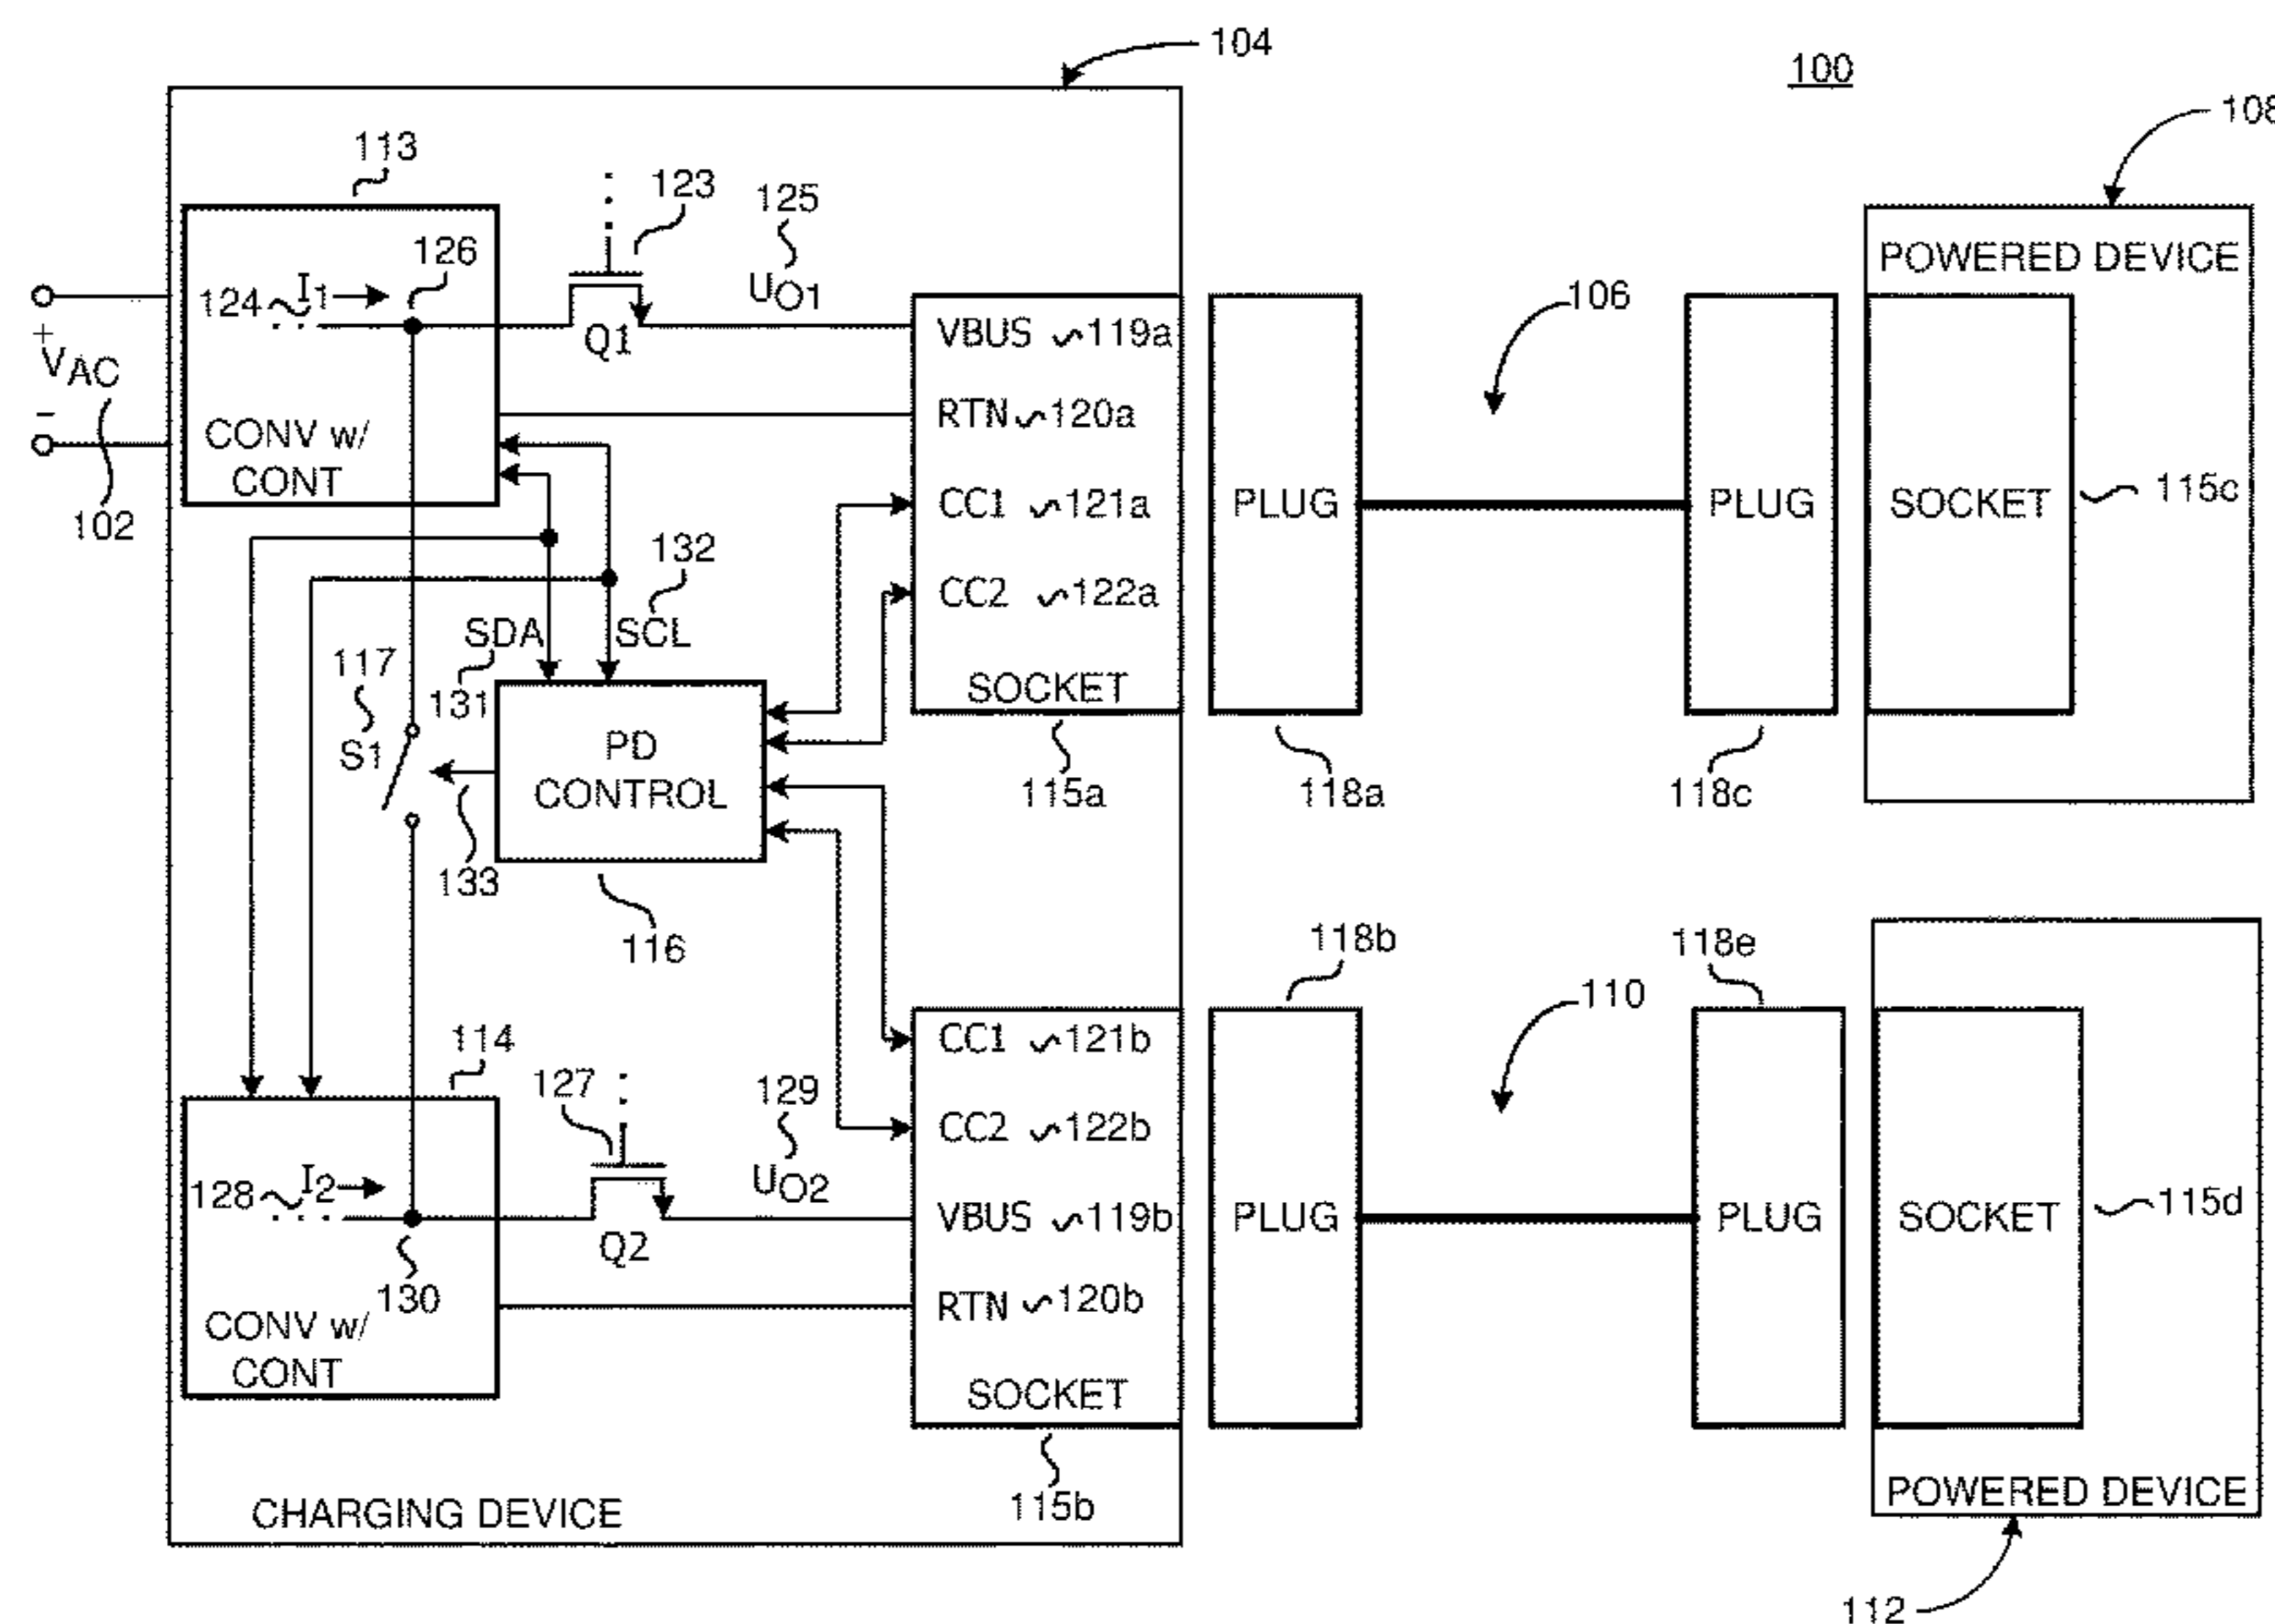 104
100
108
113
123
125
POWERED DEVICE
126
124 I1
UO1
106
+
VAC
-
102
Q1
VBUS 119a
RTN 120a
CC1 121a
CC2 122a
SOCKET
115a
CONV w/
CONT
PLUG
118a
PLUG
118c
SOCKET
115c
132
SDA
SCL
131
117
S1
PD
CONTROL
133
116
118b
118e
110
114
127
129
128 I2
UO2
Q2
130
CONV w/
CONT
CC1 121b
CC2 122b
VBUS 119b
RTN 120b
SOCKET
115b
PLUG
PLUG
SOCKET
115d
POWERED DEVICE
CHARGING DEVICE
112